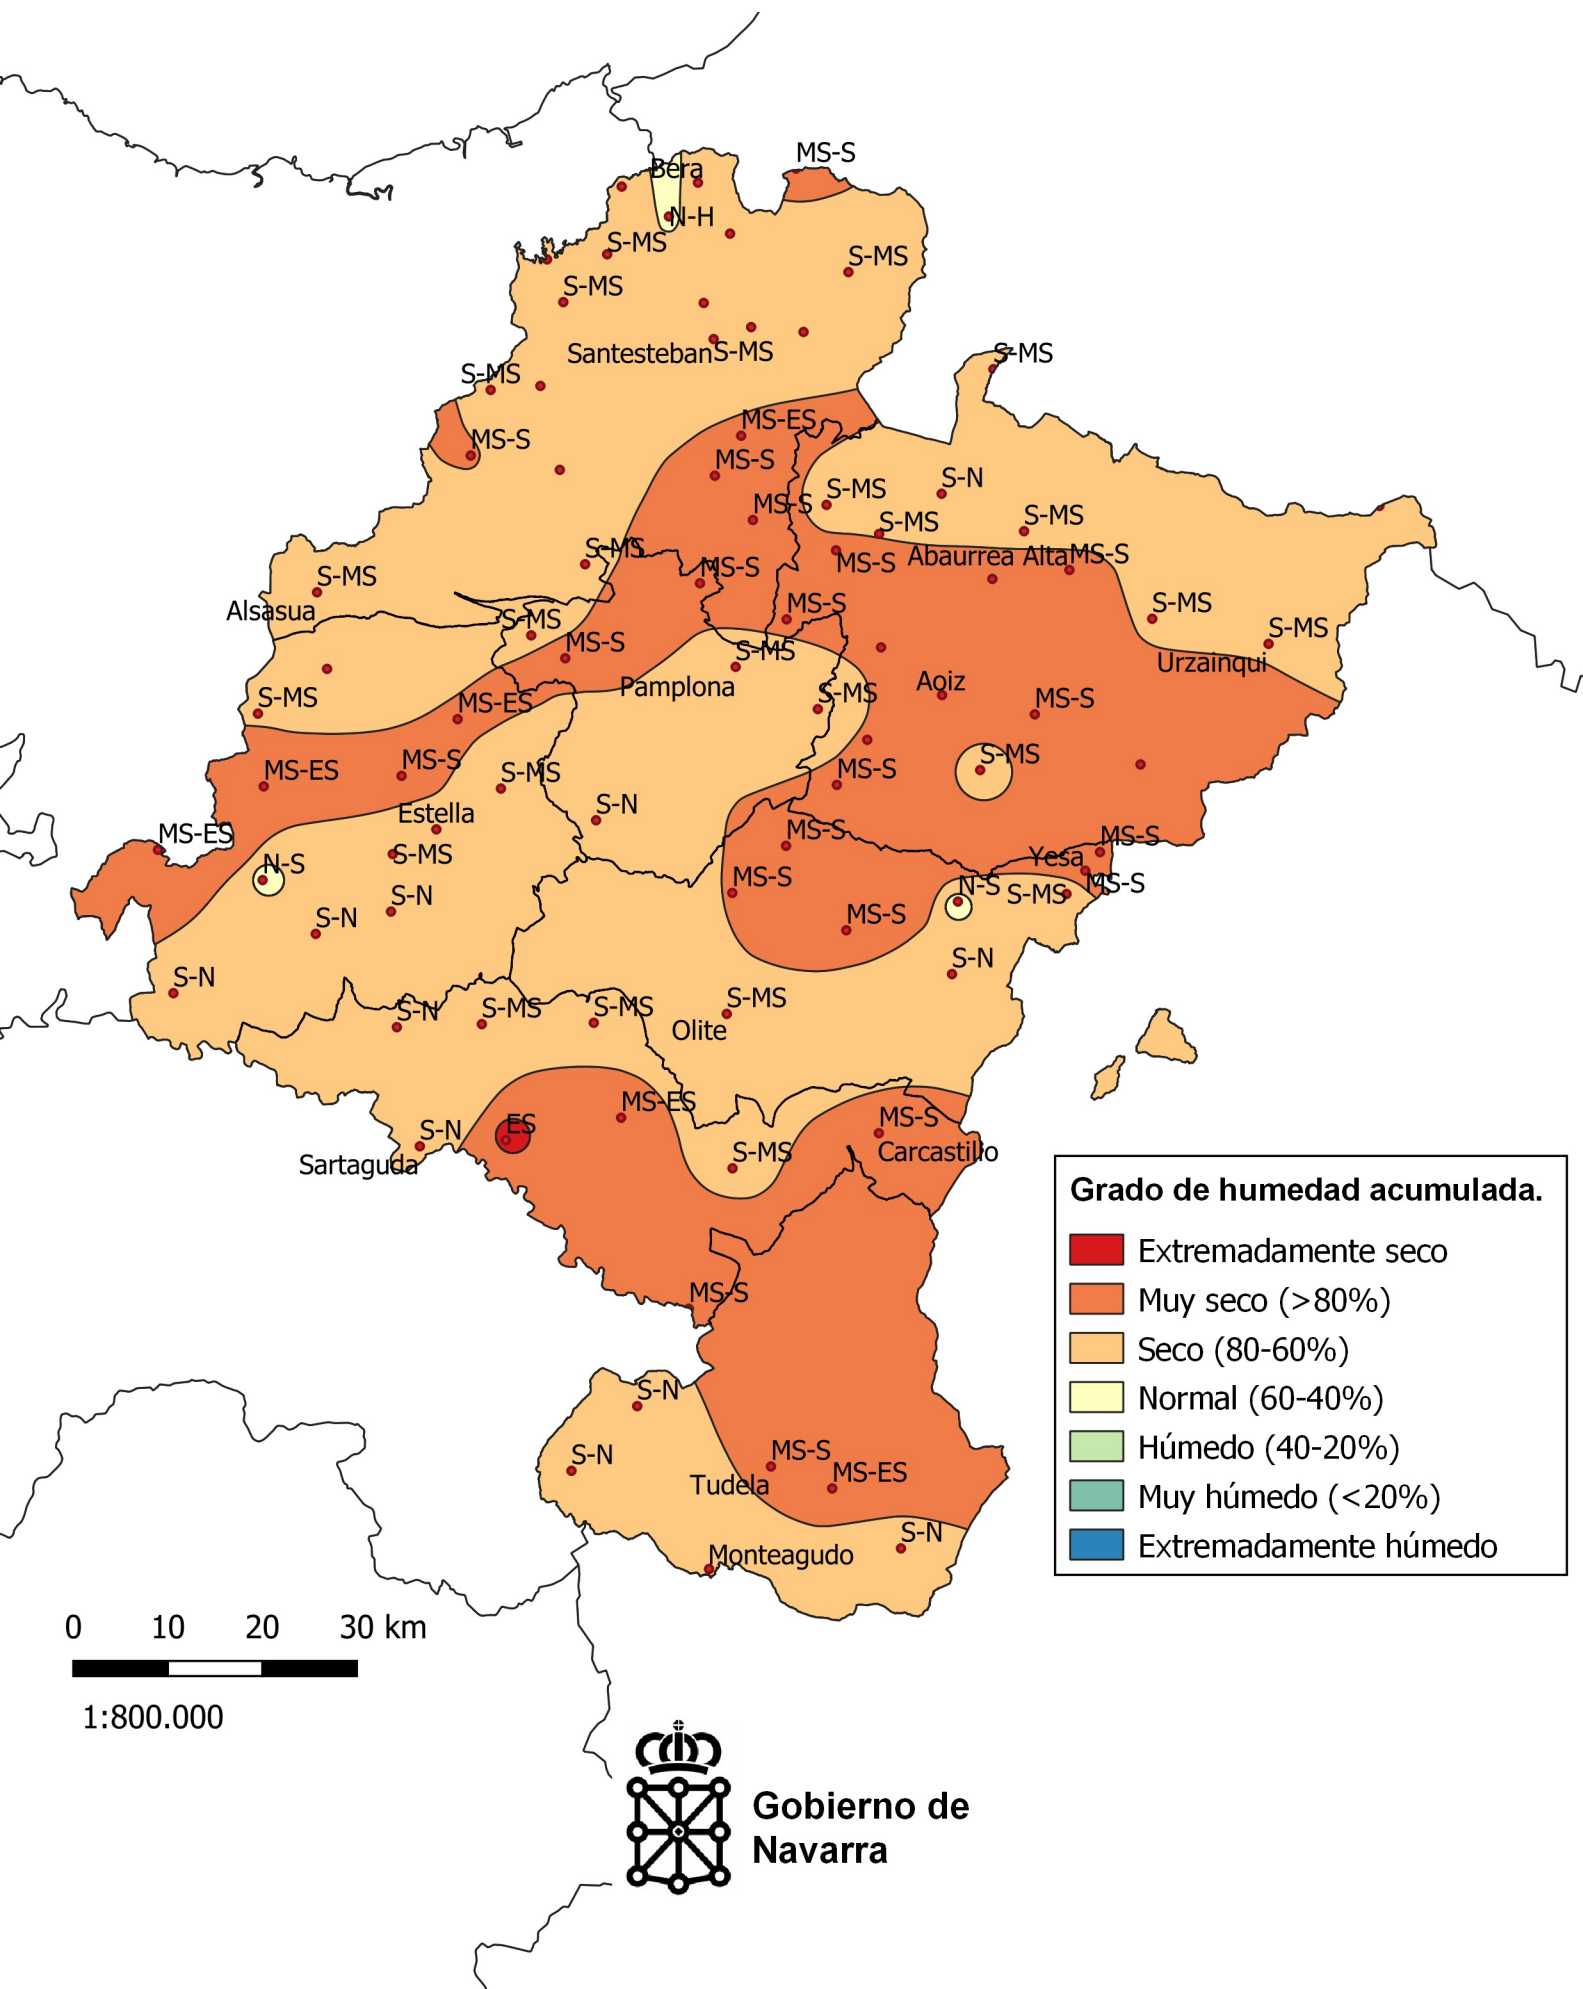 MS-S
Bera
N-H
S-MS
S-MS
S-MS
SantestebanS-MS
S-MS
S-MS
MS-ES
MS-S
MS-S
S-MS
S-N
MS-S
S-MS
S-MS
S-MS
MS-S
Abaurrea Alta
MS-S
MS-S
S-MS
Alsasua
MS-S
S-MS
S-MS
S-MS
MS-S
S-MS
Urzainqui
Pamplona
Aoiz
S-MS
S-MS
MS-ES
MS-S
MS-ES
MS-S
S-MS
MS-S
S-MS
Estella
S-N
MS-ES
MS-S
MS-S
S-MS
Yesa
N-S
MS-S
MS-S
N-S
S-MS
S-N
S-N
MS-S
S-N
S-N
S-MS
S-N
S-MS
S-MS
Olite
MS-ES
ES
MS-S
S-N
Sartaguda
S-MS
Carcastillo
MS-S
S-N
S-N
MS-S
MS-ES
Tudela
S-N
Monteagudo
Grado de humedad acumulada.
Extremadamente seco
Muy seco (>80%)
Seco (80-60%)
Normal (60-40%)
Húmedo (40-20%)
Muy húmedo (<20%)
Extremadamente húmedo
0 10 20 30 km
1:800.000
Gobierno de
Navarra